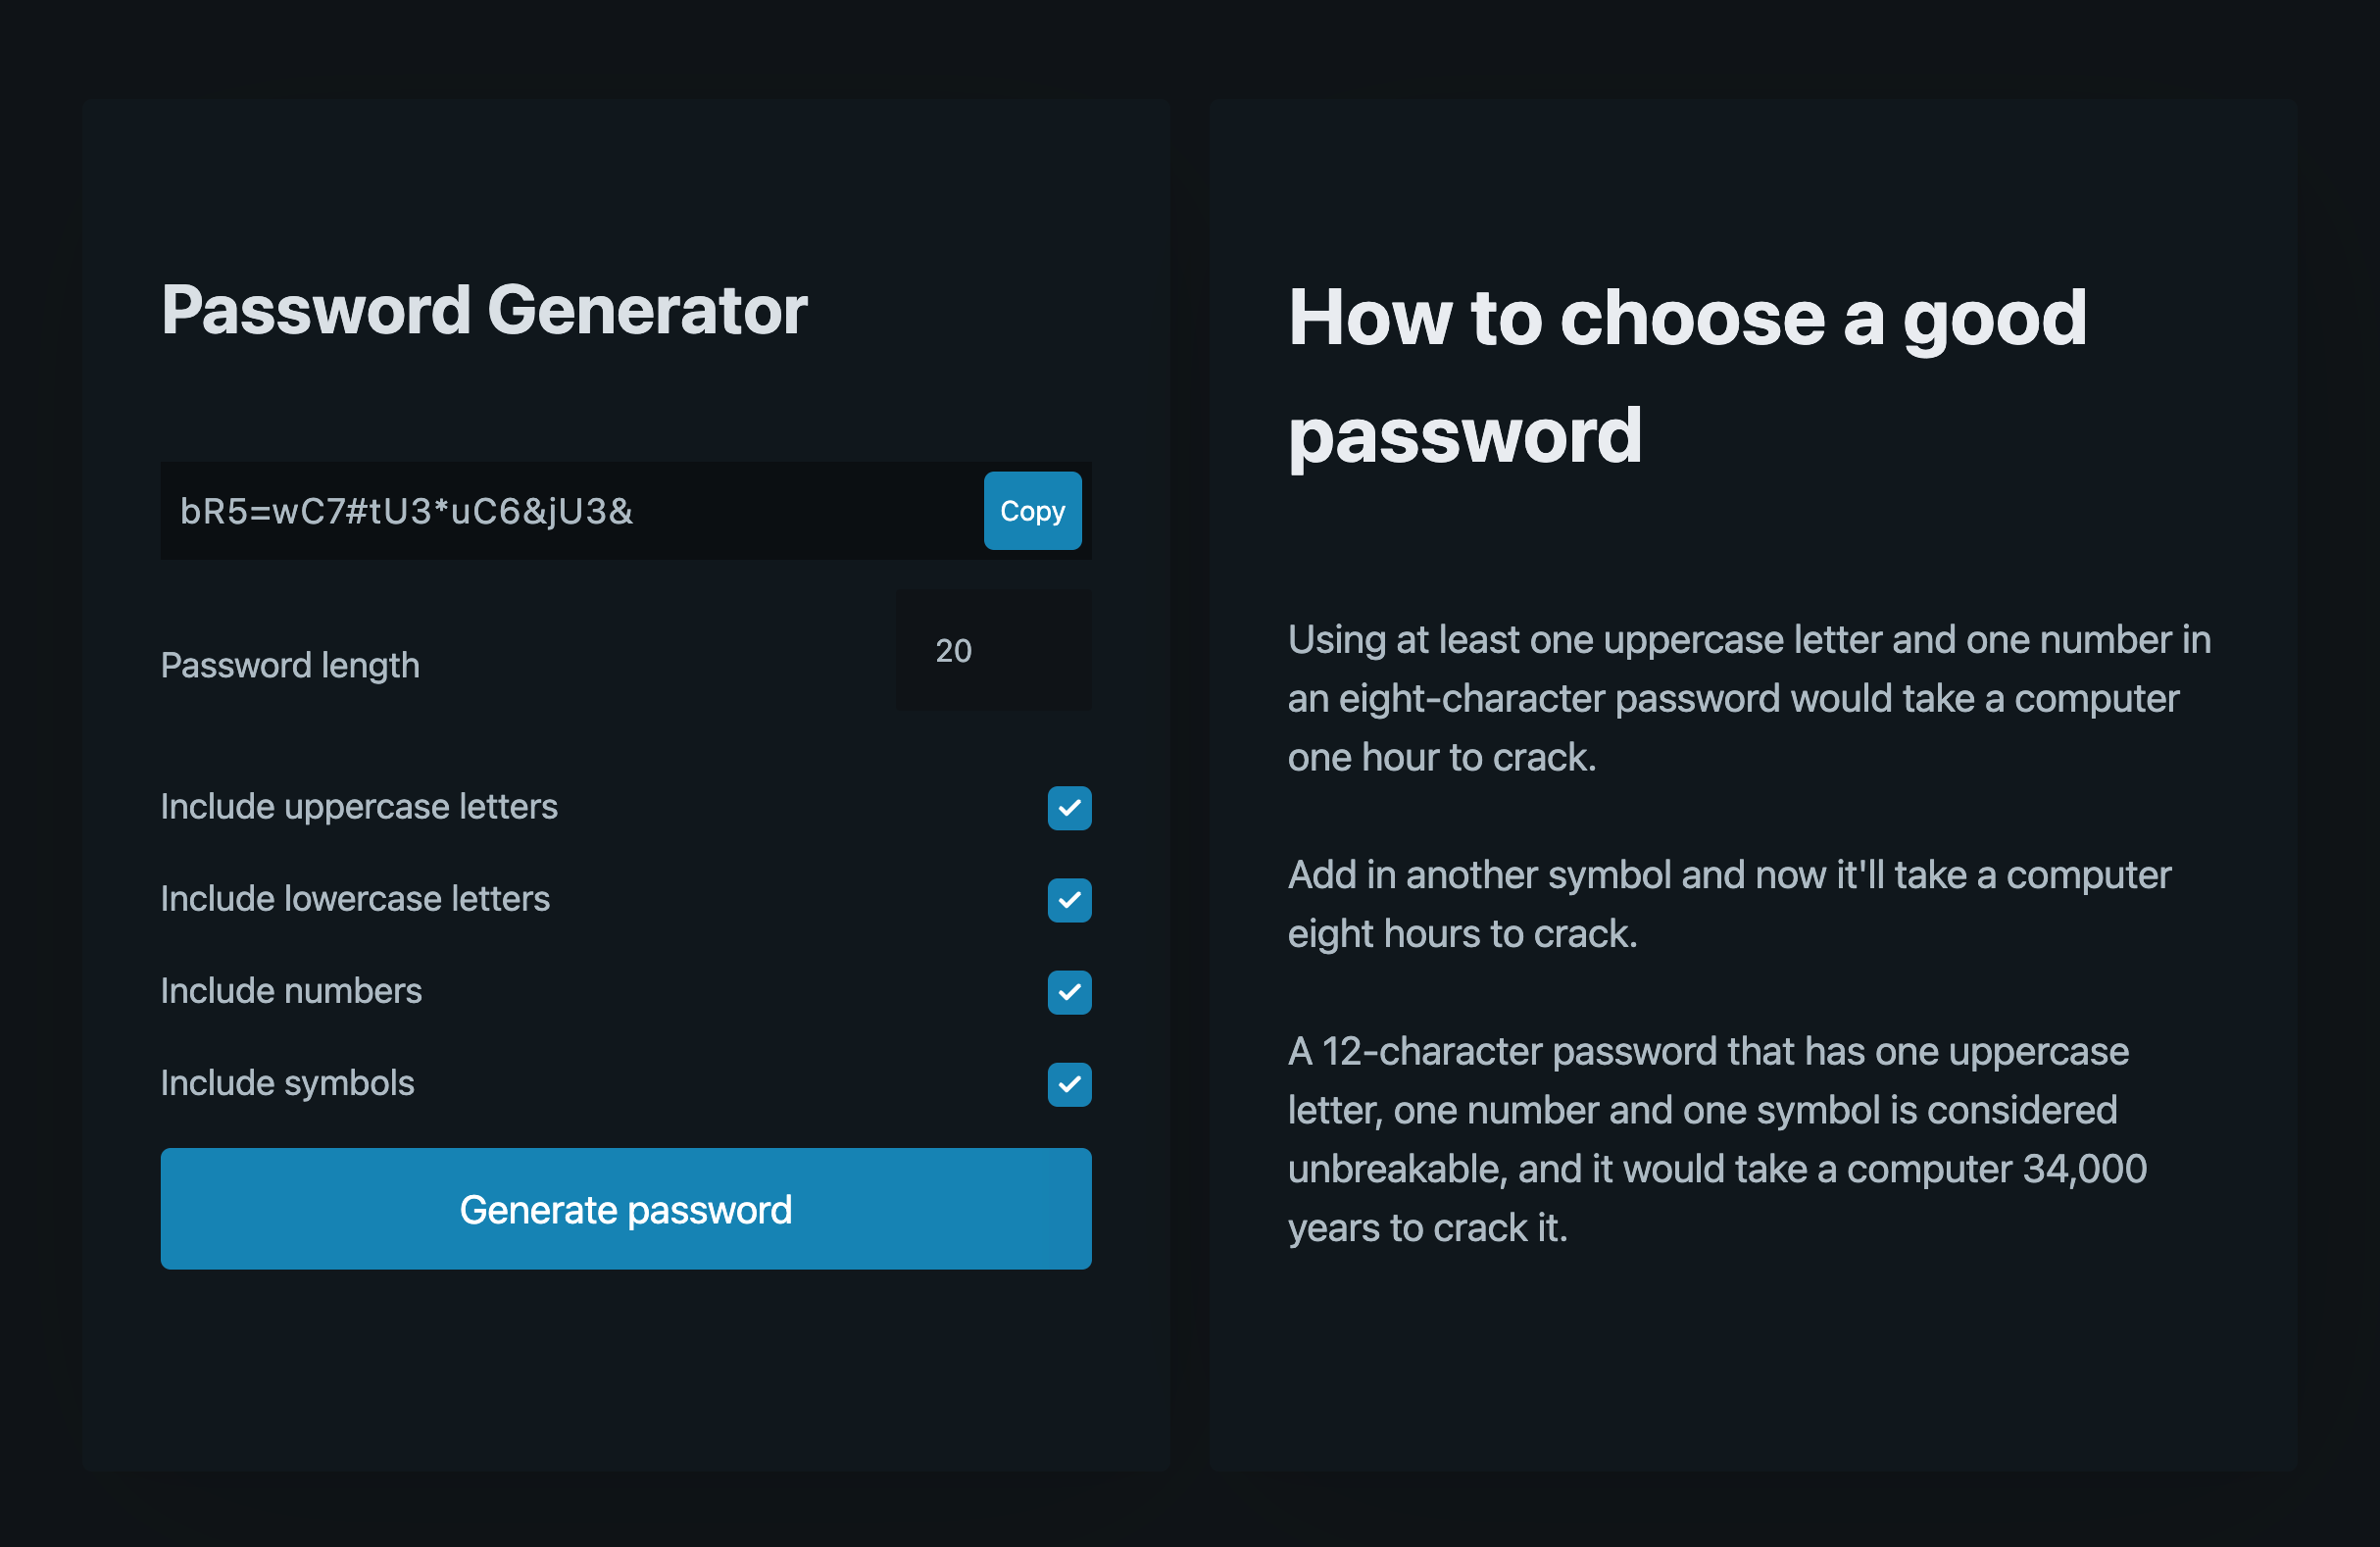 Password Generator
bR5=wC7#tU3*uC6&jU3&
Copy
Password length
20
Include uppercase letters
Include lowercase letters
Include numbers
Include symbols
Generate password
How to choose a good
password
Using at least one uppercase letter and one number in
an eight-character password would take a computer
one hour to crack.
Add in another symbol and now it'll take a computer
eight hours to crack.
A 12-character password that has one uppercase
letter, one number and one symbol is considered
unbreakable, and it would take a computer 34,000
years to crack it.